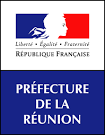 Liberté • Égalité • Fraternité
RÉPUBLIQUE FRANÇAISE
PRÉFECTURE
DE LA
RÉUNION